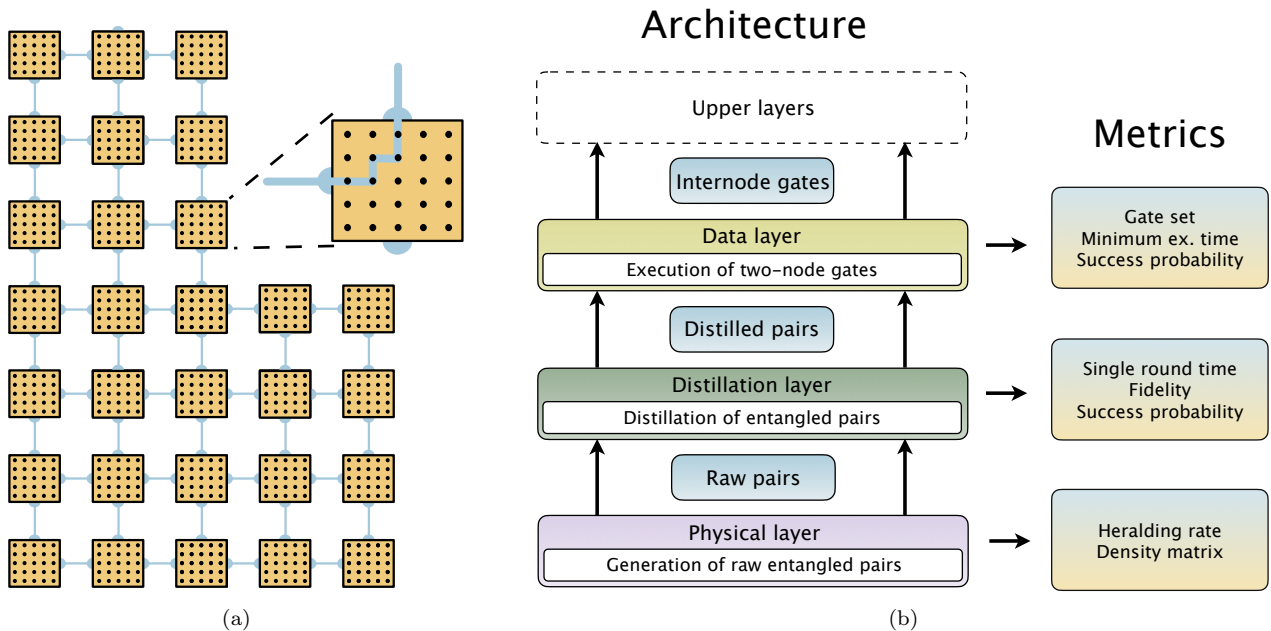 Architecture
Upper layers
Internode gates
Data layer
Execution of two-node gates
Distilled pairs
Distillation layer
Distillation of entangled pairs
Raw pairs
Physical layer
Generation of raw entangled pairs
Metrics
Gate set
Minimum ex. time
Success probability
Single round time
Fidelity
Success probability
Heralding rate
Density matrix
(a)
(b)